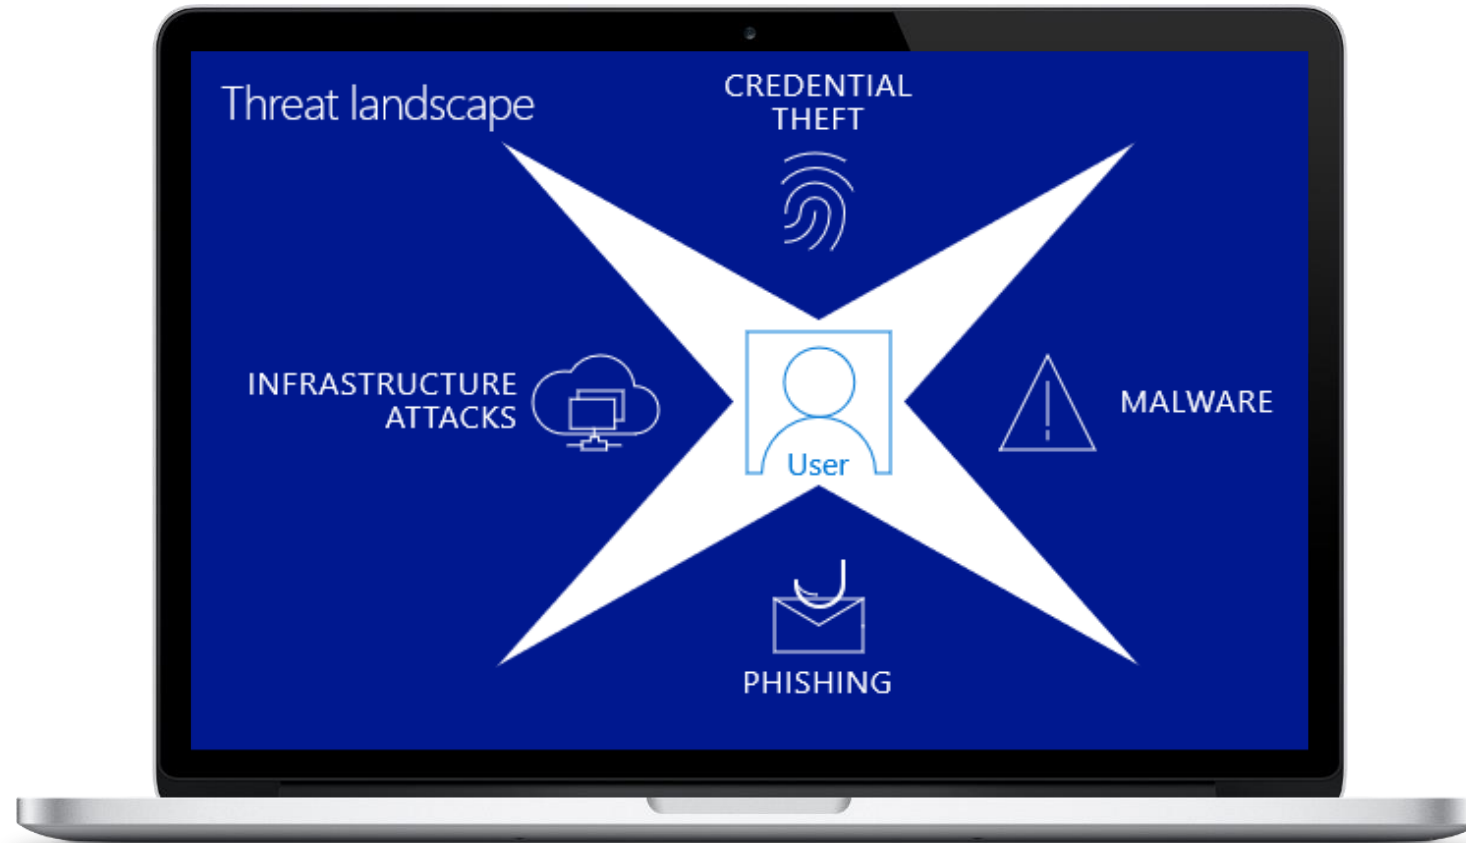 Threat landscape
CREDENTIAL
THEFT
INFRASTRUCTURE
ATTACKS
User
MALWARE
PHISHING